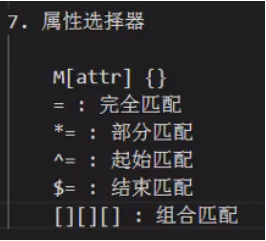 7. 属性选择器
M[attr] {}
= : 完全匹配
*= : 部分匹配
^= : 起始匹配
$= : 结束匹配
[][][] : 组合匹配